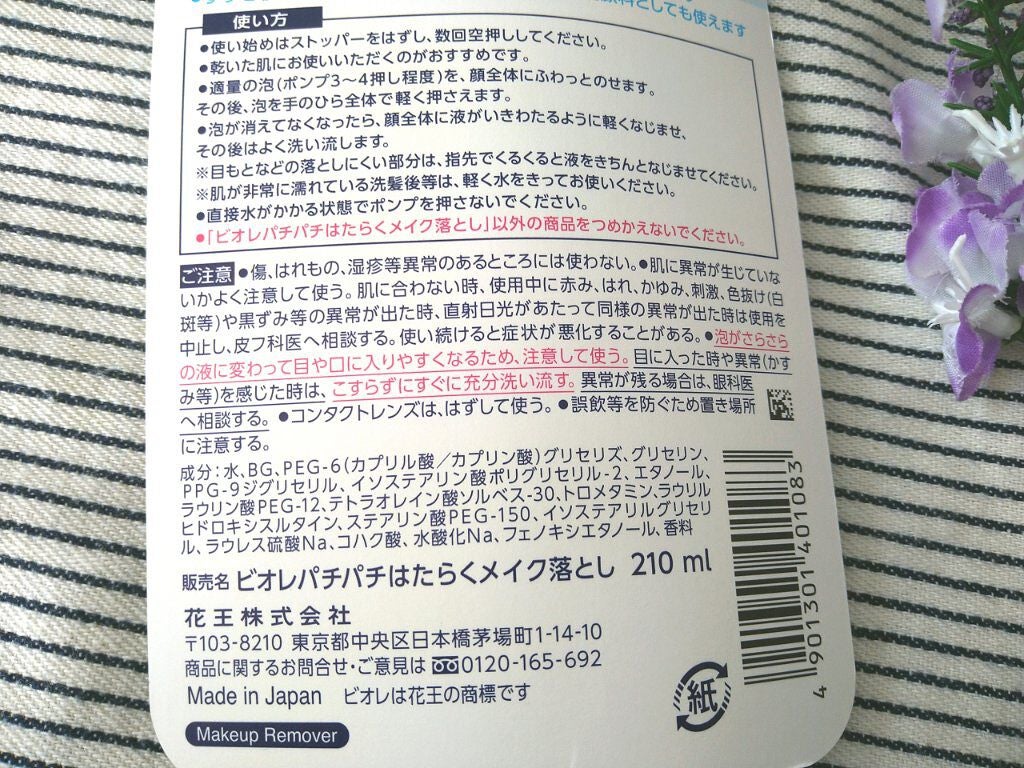 料としても使えます
使い方
●使い始めはストッパーをはずし、数回空押ししてください。
●乾いた肌にお使いいただくのがおすすめです。
●適量の泡(ポンプ3〜4押し程度)を、顔全体にふわっとのせます。
その後、泡を手のひら全体で軽く押さえます。
●泡が消えてなくなったら、顔全体に液がいきわたるように軽くなじませ、
その後はよく洗い流します。
※目もとなどの落としにくい部分は、指先でくるくると液をきちんとなじませてください。
※肌が非常に濡れている洗髪後等は、軽く水をきってお使いください。
●直接水がかかる状態でポンプを押さないでください。
●「ビオレパチパチはたらくメイク落とし」以外の商品をつめかえないでください。
ご注意 ●傷、はれもの、湿疹等異常のあるところには使わない。●肌に異常が生じていな
いかよく注意して使う。肌に合わない時、使用中に赤み、はれ、かゆみ、刺激、色抜け(白
斑等)や黒ずみ等の異常が出た時、直射日光があたって同様の異常が出た時は使用を
中止し、皮フ科医へ相談する。使い続けると症状が悪化することがある。●泡がさらさら
の液に変わって目や口に入りやすくなるため、注意して使う。目に入った時や異常(かす
み等)を感じた時は、こすらずにすぐに充分洗い流す。異常が残る場合は、眼科医
へ相談する。●コンタクトレンズは、はずして使う。●誤飲等を防ぐため置き場所
に注意する。
成分：水、BG、PEG-6(カプリル酸／カプリン酸)グリセリズ、グリセリン、
PPG-9ジグリセリル、イソステアリン酸ポリグリセリル-2、エタノール、
ラウリン酸PEG-12、テトラオレイン酸ソルベス-30、トロメタミン、ラウリル
ヒドロキシスルタイン、ステアリン酸PEG-150、イソステアリルグリセリ
ル、ラウレス硫酸Na、コハク酸、水酸化Na、フェノキシエタノール、香料
販売名 ビオレパチパチはたらくメイク落とし 210 ml
花王株式会社
〒103-8210 東京都中央区日本橋茅場町1-14-10
商品に関するお問合せ・ご意見は 0120-165-692
Made in Japan ビオレは花王の商標です
Makeup Remover
紙
4 901301 401083